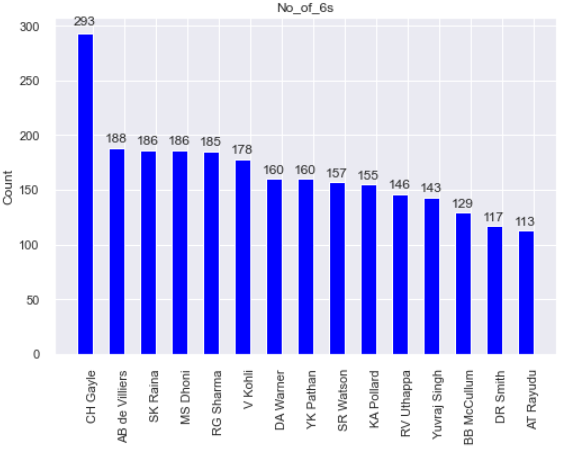 No_of_6s
Count
300
250
200
150
100
50
0
293
188
186
186
185
178
160
160
157
155
146
143
129
117
113
CH Gayle
AB de Villiers
SK Raina
MS Dhoni
RG Sharma
V Kohli
DA Warner
YK Pathan
SR Watson
KA Pollard
RV Uthappa
Yuvraj Singh
BB McCullum
DR Smith
AT Rayudu